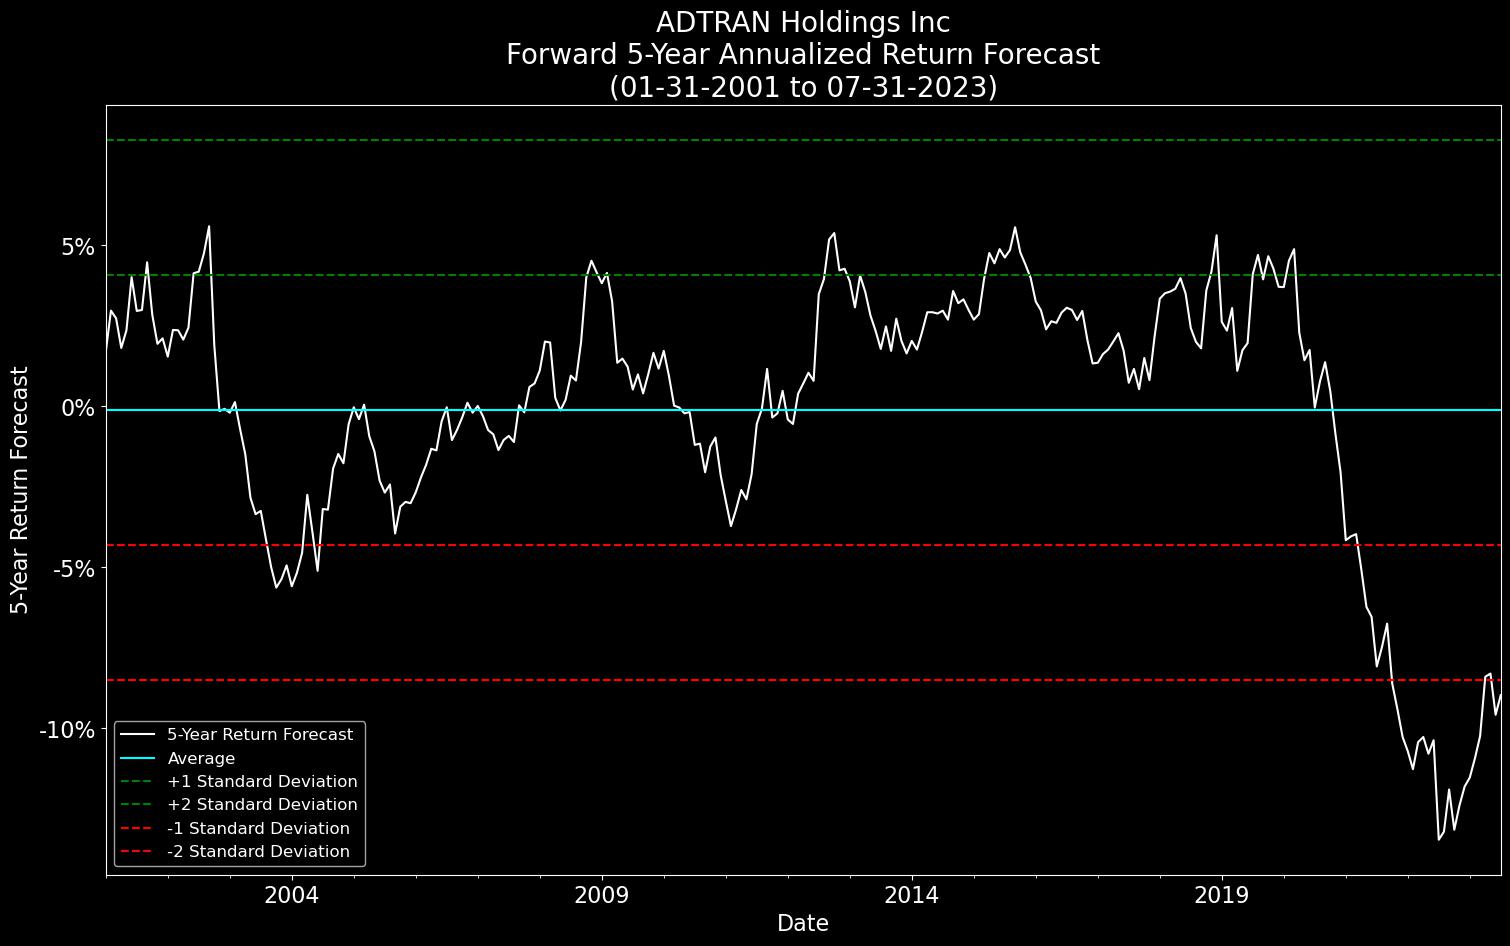 ADTRAN Holdings Inc
Forward 5-Year Annualized Return Forecast
(01-31-2001 to 07-31-2023)
5-Year Return Forecast
5%
0%
-5%
-10%
5-Year Return Forecast
Average
+1 Standard Deviation
+2 Standard Deviation
-1 Standard Deviation
-2 Standard Deviation
2004
2009
2014
2019
Date